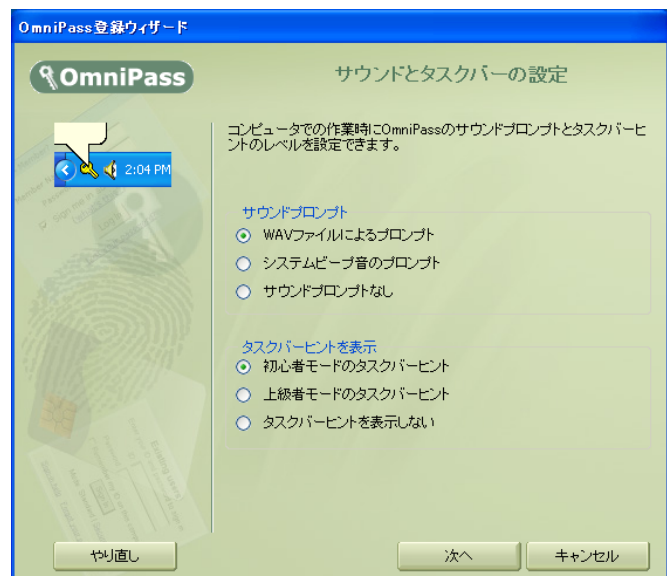 OmniPass登録ウィザード
OmniPass
サウンドとタスクバーの設定
コンピュータでの作業時にOmniPassのサウンドプロンプトとタスクバーヒ
ントのレベルを設定できます。
2:04 PM
サウンドプロンプト
WAVファイルによるプロンプト
システムビープ音のプロンプト
サウンドプロンプトなし
タスクバーヒントを表示
初心者モードのタスクバーヒント
上級者モードのタスクバーヒント
タスクバーヒントを表示しない
やり直し
次へ
キャンセル